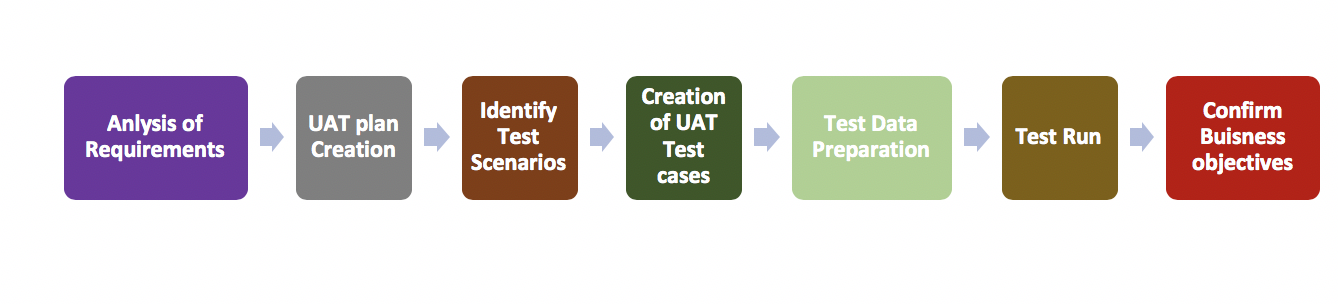 Anlysis of
Requirements
UAT plan
Creation
Identify
Test
Scenarios
Creation
of UAT
Test
cases
Test Data
Preparation
Test Run
Confirm
Buisness
objectives